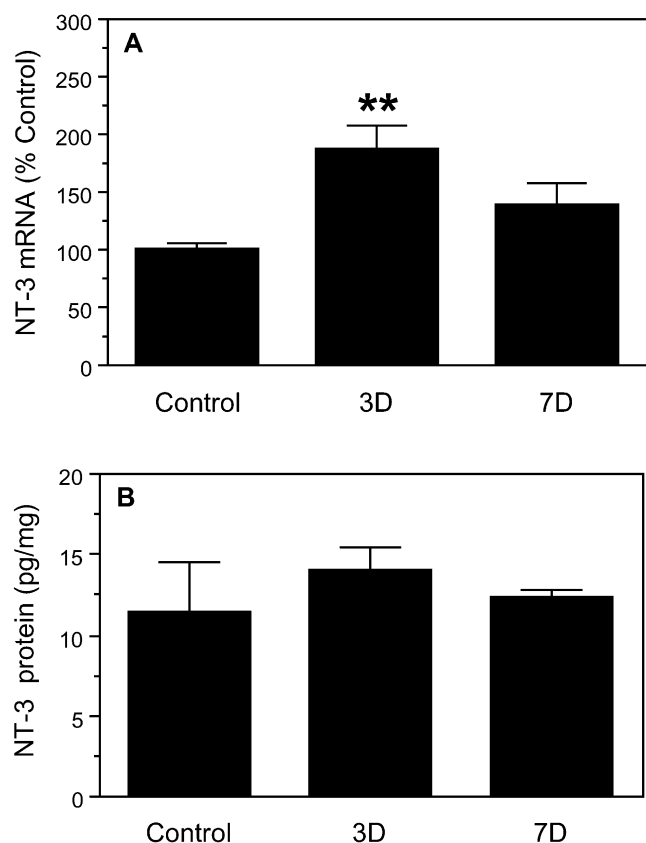 A
NT-3 mRNA (% Control)
300
250
200
150
100
50
0
**
Control 3D 7D
B
NT-3 protein (pg/mg)
20
15
10
5
0
Control 3D 7D